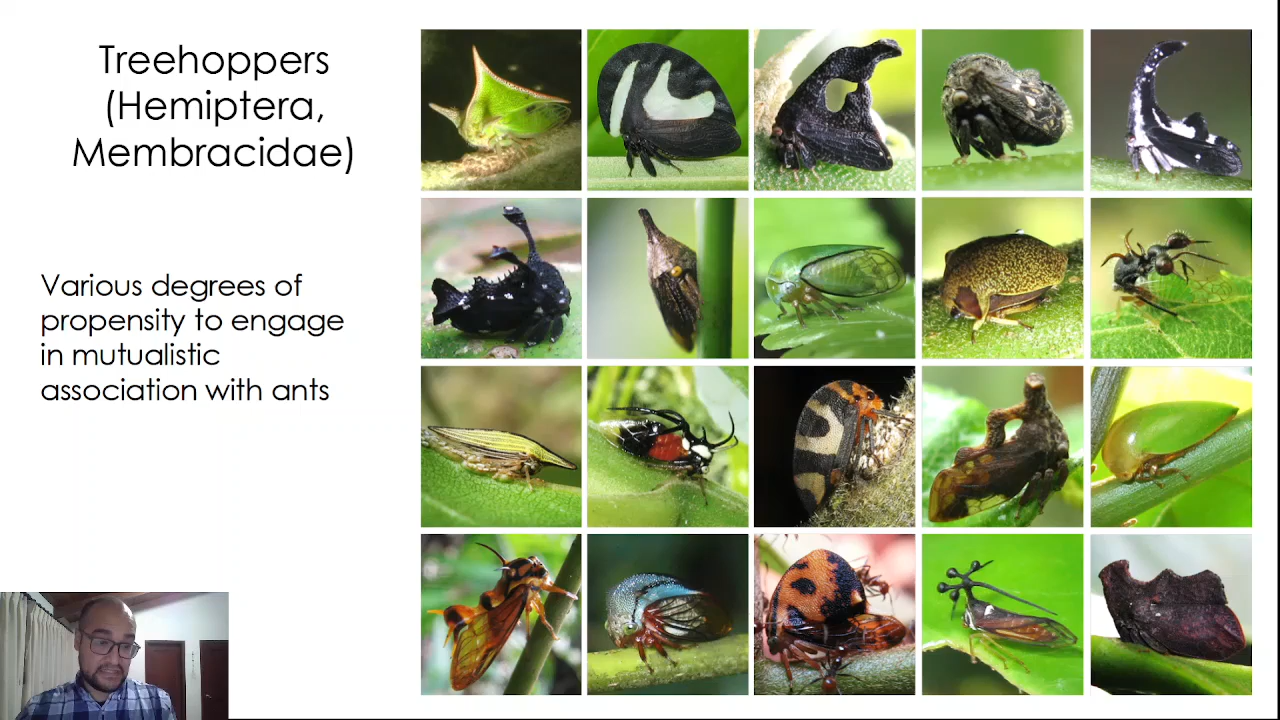 Treehoppers
(Hemiptera,
Membracidae)
Various degrees of
propensity to engage
in mutualistic
association with ants